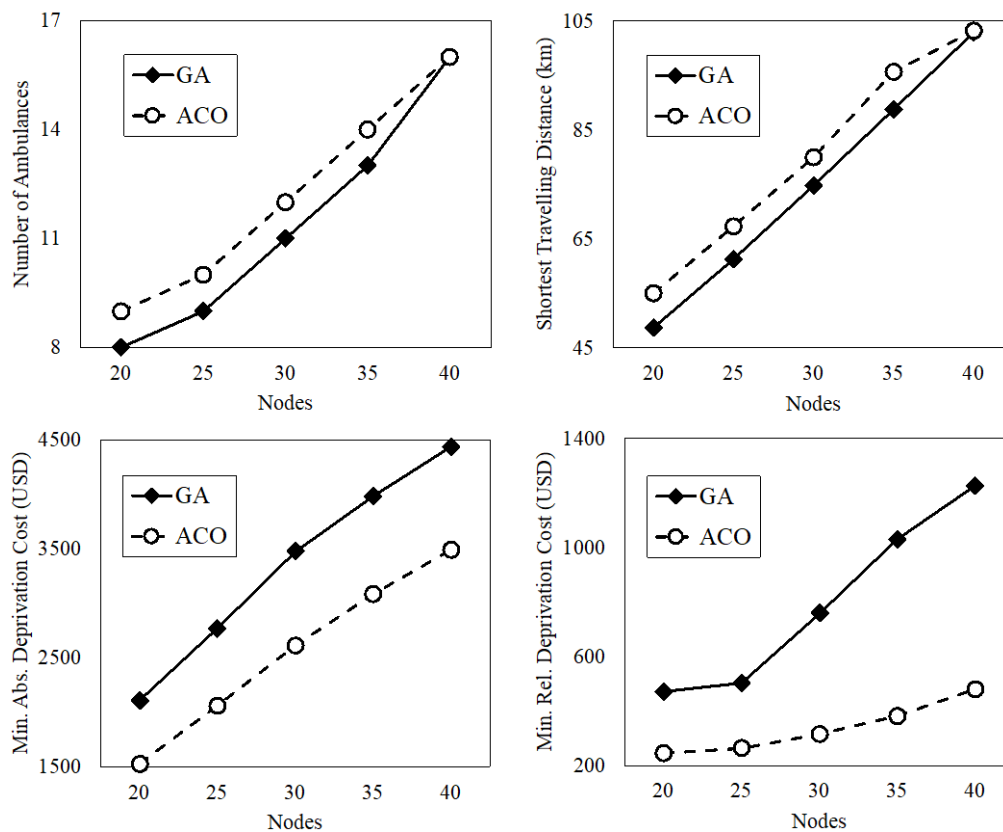 Number of Ambulances
17
14
11
8
GA
ACO
20 25 30 35 40
Nodes
Shortest Travelling Distance (km)
105
85
65
45
GA
ACO
20 25 30 35 40
Nodes
Min. Abs. Deprivation Cost (USD)
4500
3500
2500
1500
GA
ACO
20 25 30 35 40
Nodes
Min. Rel. Deprivation Cost (USD)
1400
1000
600
200
GA
ACO
20 25 30 35 40
Nodes